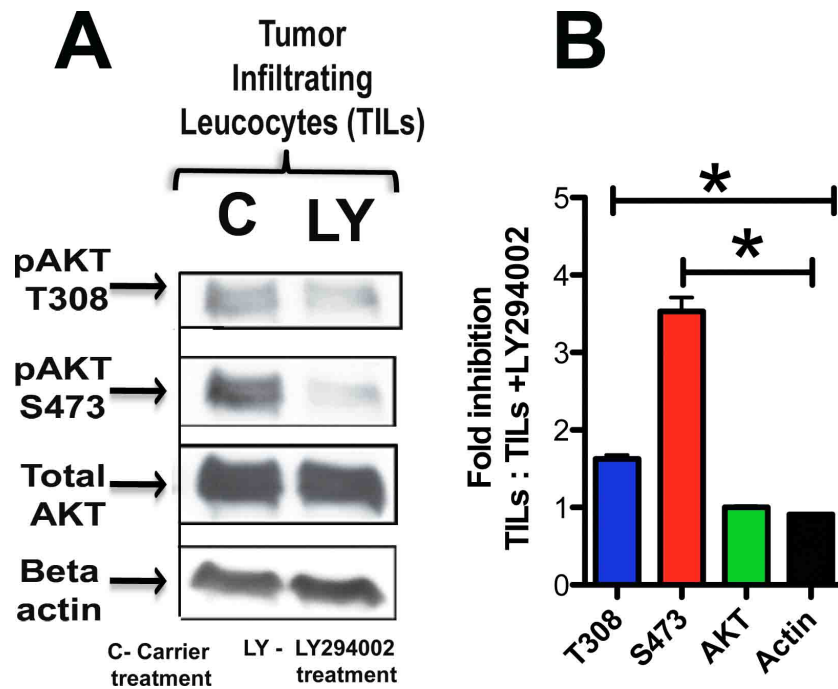 A
Tumor
Infiltrating
Leucocytes (TILs)
C LY
pAKT
T308
pAKT
S473
Total
AKT
Beta
actin
C- Carrier
treatment
LY - LY294002
treatment
B
*
*
Fold inhibition
TILs : TILs +LY294002
5
4
3
2
1
0
T308
S473
AKT
Actin